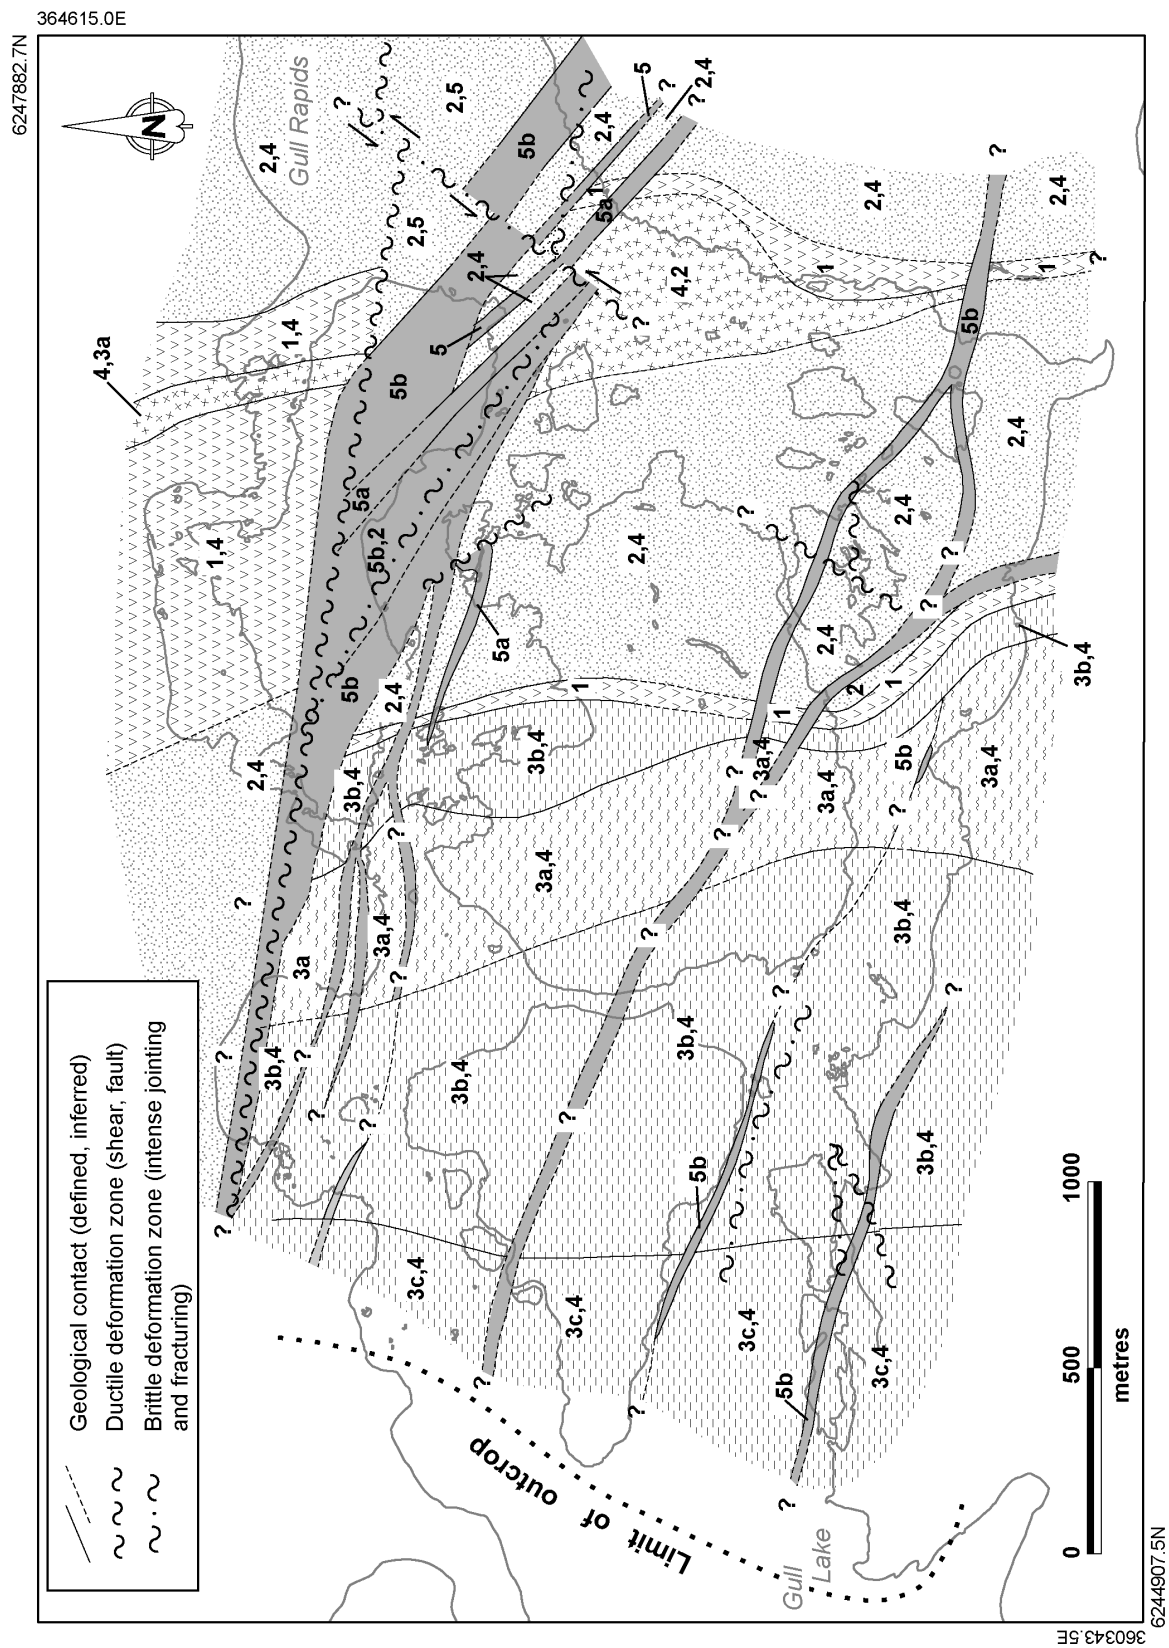 364615.0E
6247882.7N
N
Gull Rapids
2,4
2,5
?
5
?
2,4
?
5b
2,4
1
5a
2,5
2,4
2,4
2,4
?
1
1
?
4,2
?
5b
4,3a
1,4
5
5b
2,4
1,4
5a
5b,2
2,4
?
2,4
?
?
5a
2,4
3b,4
5b
2,4
1
2
1
1
2,4
3b,4
3b,4
?
3a,4
?
3a,4
5b
3a,4
?
?
?
3a,4
3b,4
?
3a,4
?
3a
?
?
3b,4
?
?
3b,4
?
?
3b,4
?
?
5b
3b,4
?
3c,4
3c,4
3c,4
3c,4
5b
?
?
?
Geological contact (defined, inferred)
Ductile deformation zone (shear, fault)
Brittle deformation zone (intense jointing
and fracturing)
Limit of outcrop
Gull
Lake
0
500
1000
metres
6244907.5N
360343.5E